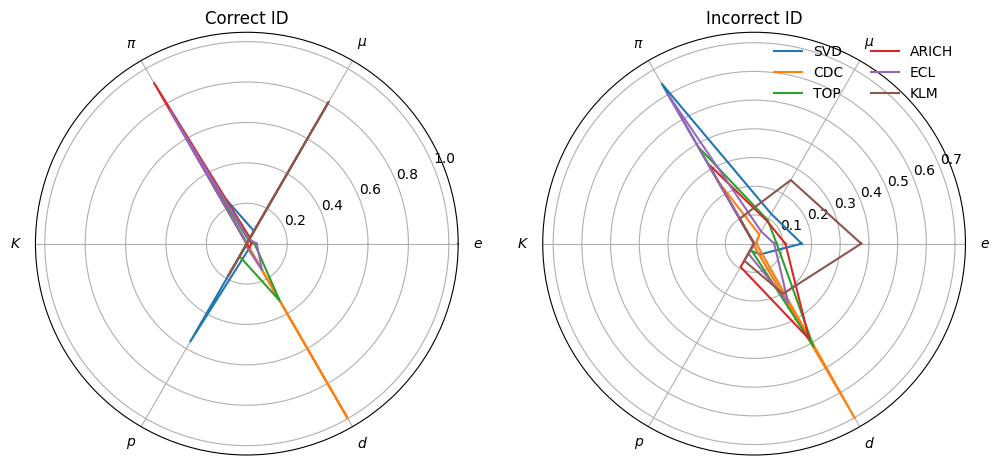 Correct ID
Incorrect ID
π
μ
K
e
p
d
0.2
0.4
0.6
0.8
1.0
π
μ
K
e
p
d
0.1
0.2
0.3
0.4
0.5
0.6
0.7
SVD
CDC
TOP
ARICH
ECL
KLM